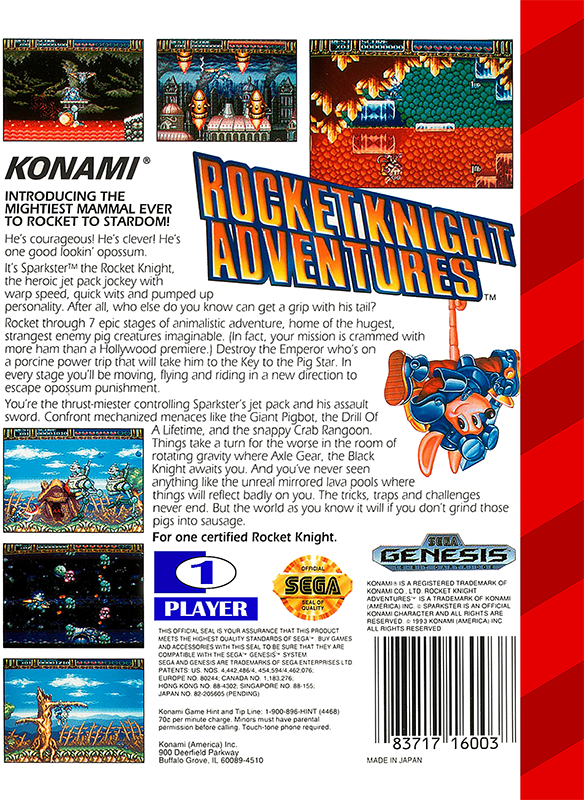 KONAMI®
ROCKET KNIGHT
ADVENTURES™
INTRODUCING THE
MIGHTIEST MAMMAL EVER
TO ROCKET TO STARDOM!
He's courageous! He's clever! He's
one good lookin' opossum.
It's Sparkster™ the Rocket Knight,
the heroic jet pack jockey with
warp speed, quick wits and pumped up
personality. After all, who else do you know can get a grip with his tail?
Rocket through 7 epic stages of animalistic adventure, home of the hugest,
strangest enemy pig creatures imaginable. (In fact, your mission is crammed with
more ham than a Hollywood premiere.) Destroy the Emperor who's on
a porcine power trip that will take him to the Key to the Pig Star. In
every stage you'll be moving, flying and riding in a new direction to
escape opossum punishment.
You're the thrust-miester controlling Sparkster's jet pack and his assault
sword. Confront mechanized menaces like the Giant Pigbot, the Drill Of
A Lifetime, and the snappy Crab Rangoon.
Things take a turn for the worse in the room of
rotating gravity where Axle Gear, the Black
Knight awaits you. And you've never seen
anything like the unreal mirrored lava pools where
things will reflect badly on you. The tricks, traps and challenges
never end. But the world as you know it will if you don't grind those
pigs into sausage.
For one certified Rocket Knight.
1
PLAYER
OFFICIAL
SEGA
SEAL OF
QUALITY
SEGA
GENESIS
16-BIT CARTRIDGE
THIS OFFICIAL SEAL IS YOUR ASSURANCE THAT THIS PRODUCT
MEETS THE HIGHEST QUALITY STANDARDS OF SEGA™. BUY GAMES
AND ACCESSORIES WITH THIS SEAL TO BE SURE THAT THEY ARE
COMPATIBLE WITH THE SEGA™ GENESIS™ SYSTEM
SEGA AND GENESIS ARE TRADEMARKS OF SEGA ENTERPRISES LTD
PATENTS: US. NOS. 4,442,486/4, 454,594/4,462,076;
EUROPE NO. 80244; CANADA NO. 1,183,276;
HONG KONG NO. 88-4302; SINGAPORE NO. 88-155;
JAPAN NO. 82-205605 (PENDING)
Konami Game Hint and Tip Line: 1-900-896-HINT (4468)
70¢ per minute charge. Minors must have parental
permission before calling. Touch-tone phone required.
Konami (America) Inc.
900 Deerfield Parkway
Buffalo Grove, IL 60089-4510
KONAMI® IS A REGISTERED TRADEMARK OF
KONAMI CO., LTD. ROCKET KNIGHT
ADVENTURES™ IS A TRADEMARK OF KONAMI
(AMERICA) INC. ® SPARKSTER IS AN OFFICIAL
KONAMI CHARACTER AND ALL RIGHTS ARE
RESERVED. © 1993 KONAMI (AMERICA) INC
ALL RIGHTS RESERVED
83717 16003
MADE IN JAPAN